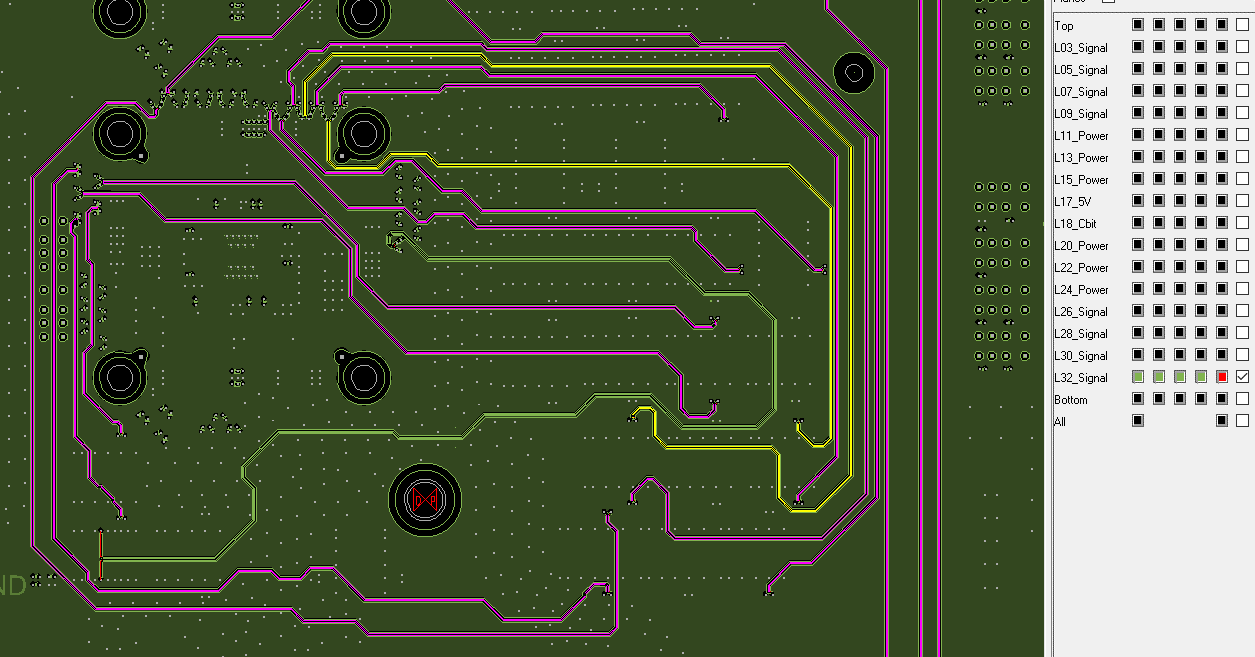 Top
L03_Signal
L05_Signal
L07_Signal
L09_Signal
L11_Power
L13_Power
L15_Power
L17_5V
L18_Cbit
L20_Power
L22_Power
L24_Power
L26_Signal
L28_Signal
L30_Signal
L32_Signal
Bottom
All
ND